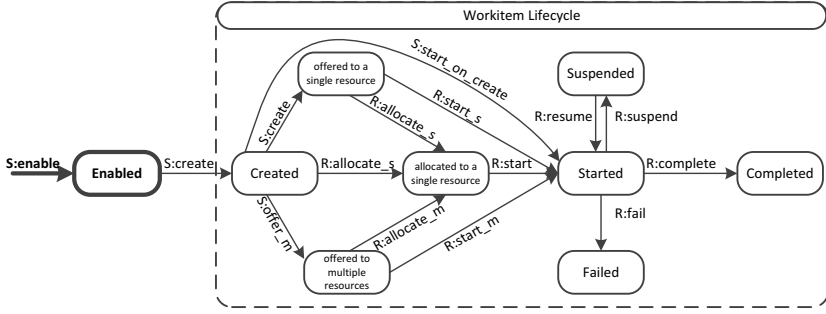 Workitem Lifecycle
S:start_on_create
offered to a
single resource
Suspended
S:create
R:allocate_s
R:start_s
R:resume
R:suspend
S:enable
Enabled
S:create
Created
R:allocate_s
allocated to a
single resource
R:start
Started
R:complete
Completed
S:offer_m
R:allocate_m
R:start_m
R:fail
offered to
multiple
resources
Failed